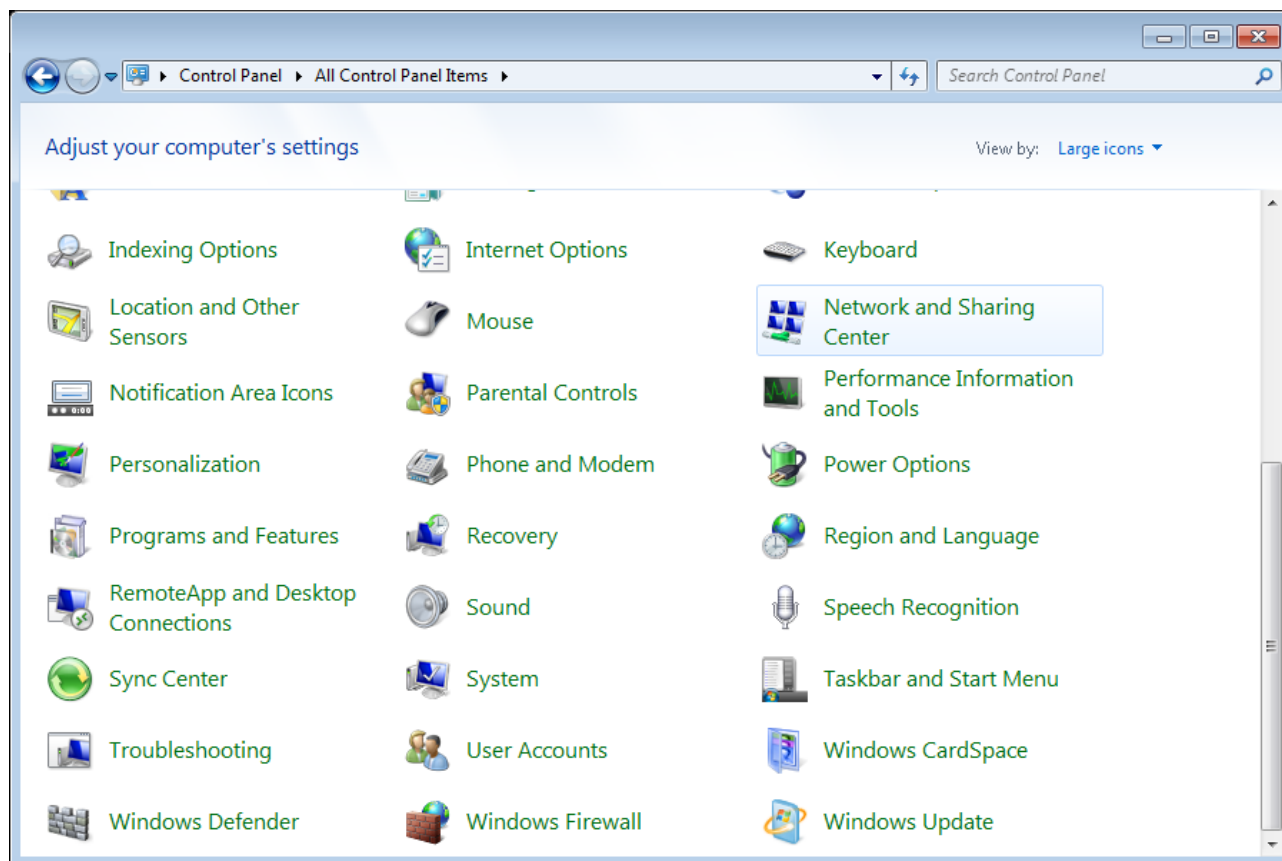 Control Panel All Control Panel Items
Search Control Panel
Adjust your computer's settings
View by: Large icons
Indexing Options
Internet Options
Keyboard
Location and Other
Sensors
Mouse
Network and Sharing
Center
Notification Area Icons
Parental Controls
Performance Information
and Tools
Personalization
Phone and Modem
Power Options
Programs and Features
Recovery
Region and Language
RemoteApp and Desktop
Connections
Sound
Speech Recognition
Sync Center
System
Taskbar and Start Menu
Troubleshooting
User Accounts
Windows CardSpace
Windows Defender
Windows Firewall
Windows Update